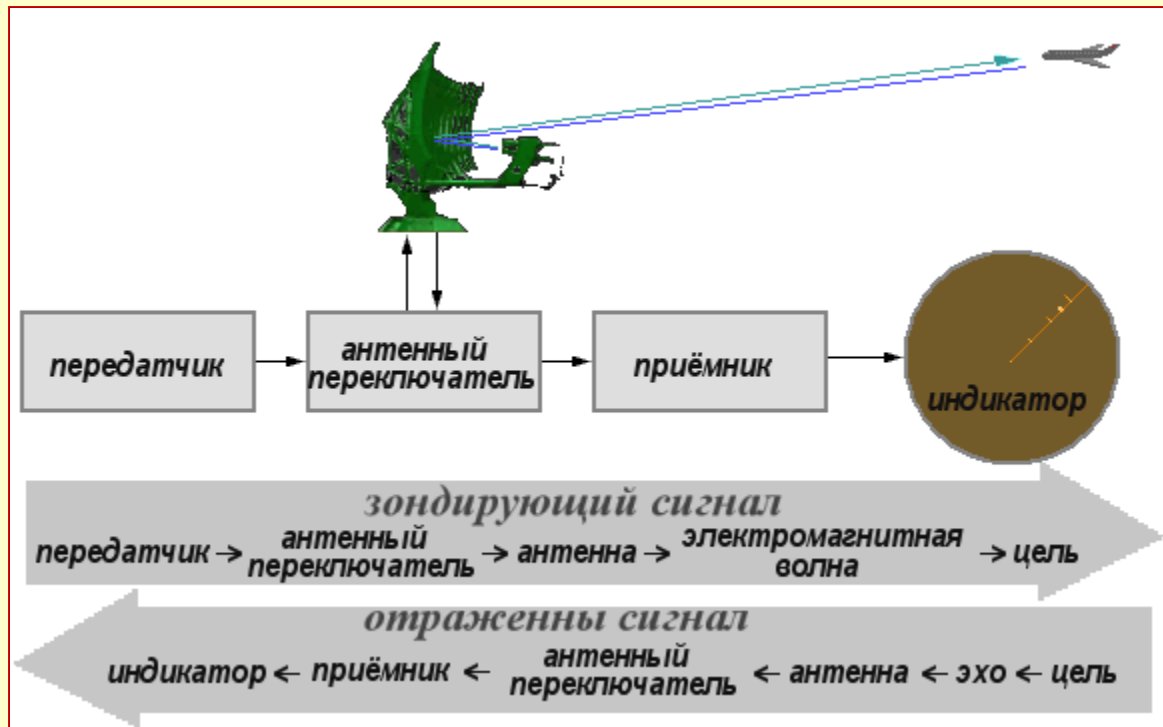 передатчик
антенный
переключатель
приёмник
индикатор
зондирующий сигнал
передатчик → антенный переключатель → антенна → электромагнитная волна → цель
отраженны сигнал
индикатор ← приёмник ← антенный переключатель ← антенна ← эхо ← цель